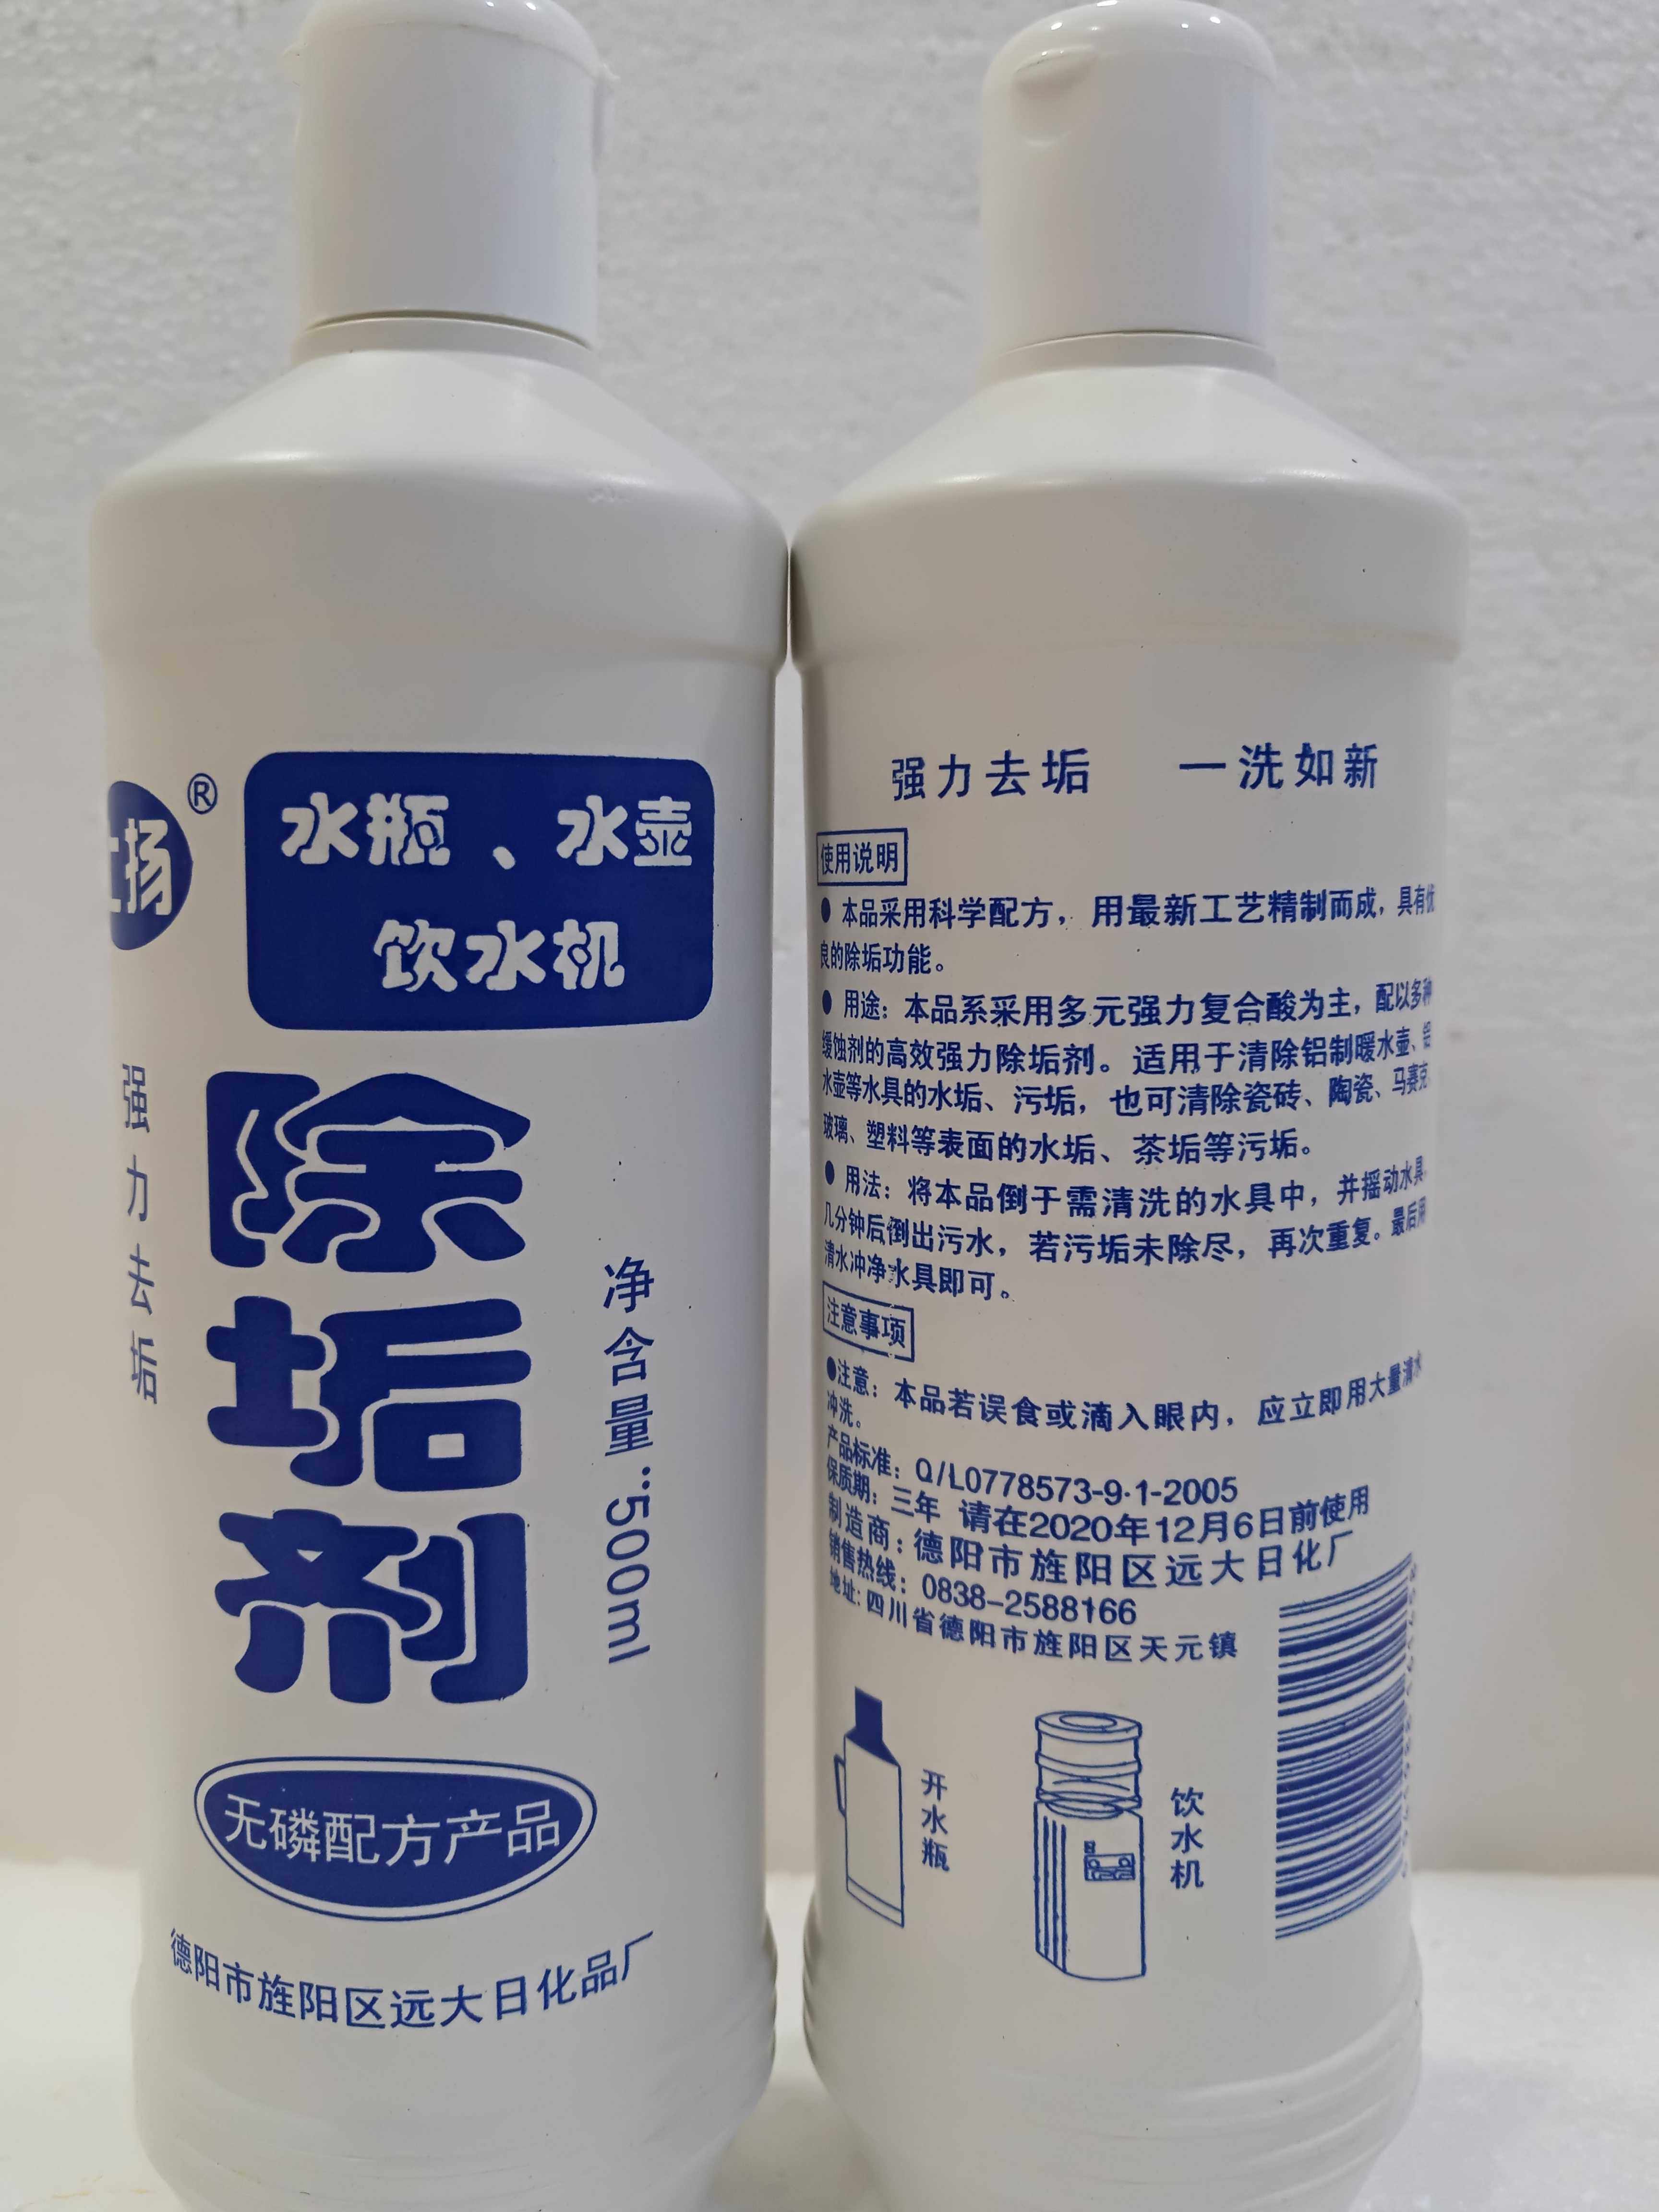 扬
®
水瓶、水壶
饮水机
强力去垢
除垢剂
净含量:500ml
无磷配方产品
德阳市旌阳区远大日化品厂
强力去垢 一洗如新
使用说明
● 本品采用科学配方,用最新工艺精制而成,具有优
良的除垢功能。
● 用途:本品系采用多元强力复合酸为主,配以多种
缓蚀剂的高效强力除垢剂。适用于清除铝制暖水壶、铝
水壶等水具的水垢、污垢,也可清除瓷砖、陶瓷、马赛克、
玻璃、塑料等表面的水垢、茶垢等污垢。
● 用法:将本品倒于需清洗的水具中,并摇动水具,
几分钟后倒出污水,若污垢未除尽,再次重复。最后用
清水冲净水具即可。
注意事项
●注意:本品若误食或滴入眼内,应立即用大量清水
冲洗。
产品标准:Q/L0778573-9·1-2005
保质期:三年 请在2020年12月6日前使用
制造商:德阳市旌阳区远大日化厂
销售热线:0838-2588166
地址:四川省德阳市旌阳区天元镇
开水瓶
饮水机